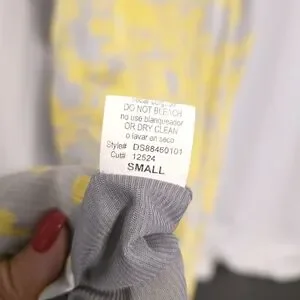 DO NOT BLEACH
no use blanqueador
OR DRY CLEAN
o lavar en seco
Style# DS88460101
Cut# 12524
SMALL